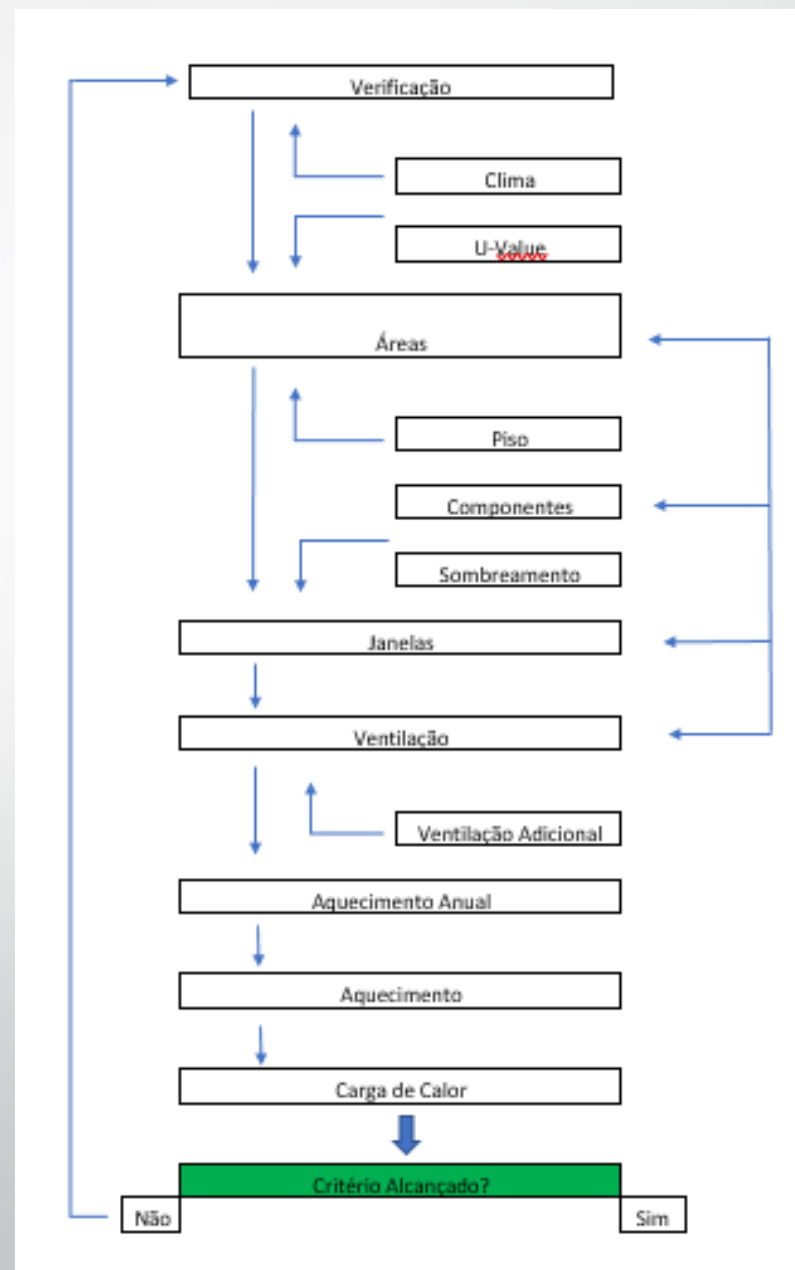 Verificação
Clima
U-Value
Áreas
Piso
Componentes
Sombreamento
Janelas
Ventilação
Ventilação Adicional
Aquecimento Anual
Aquecimento
Carga de Calor
Critério Alcançado?
Não
Sim